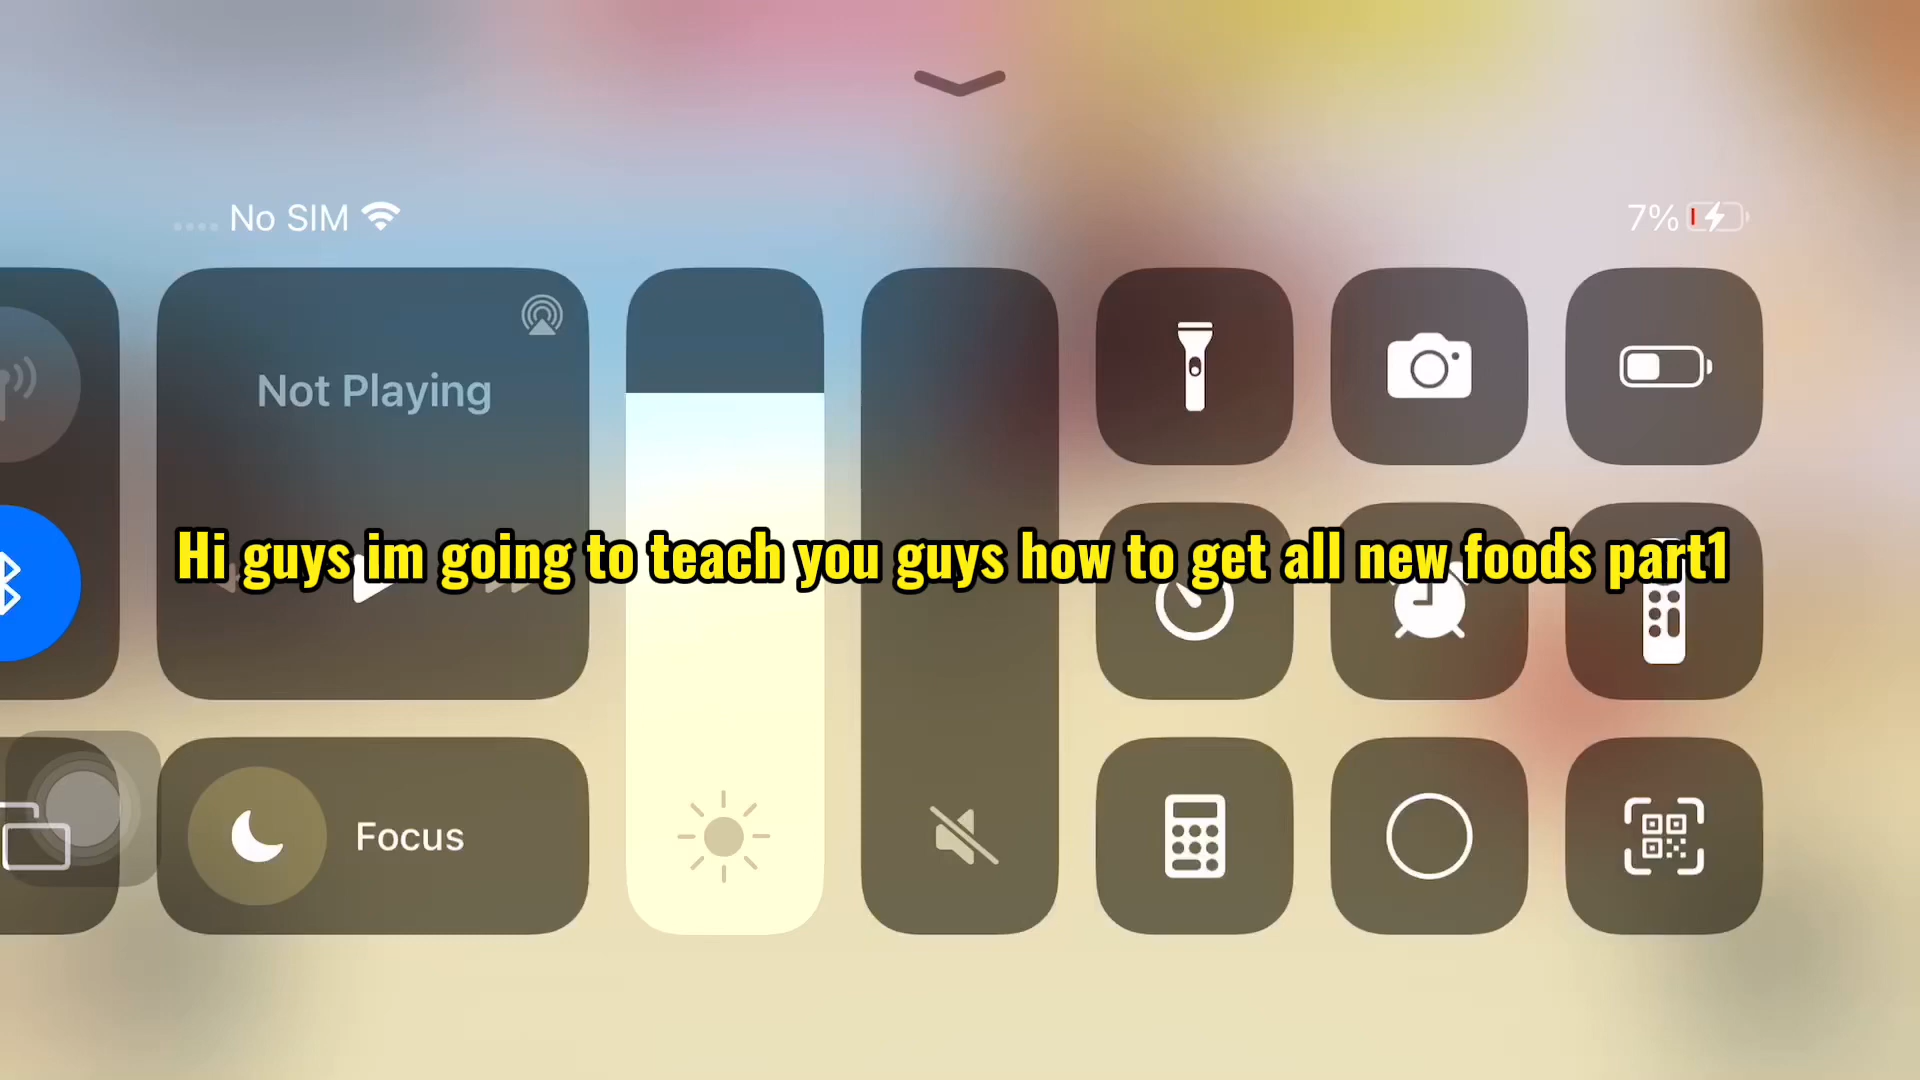 No SIM
7%
Not Playing
Hi guys im going to teach you guys how to get all new foods part1
Focus